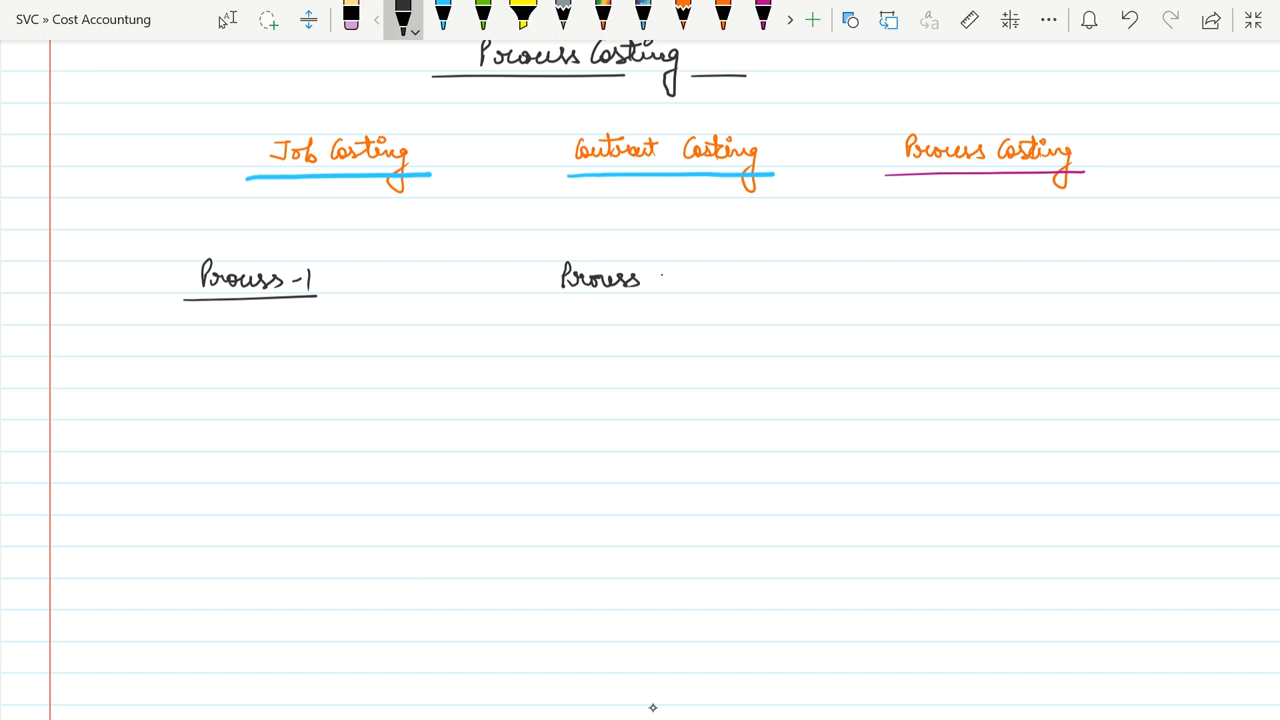 SVC » Cost Accountung
Process Costing
Job Costing Contract Costing Process Costing
Process -1 Process